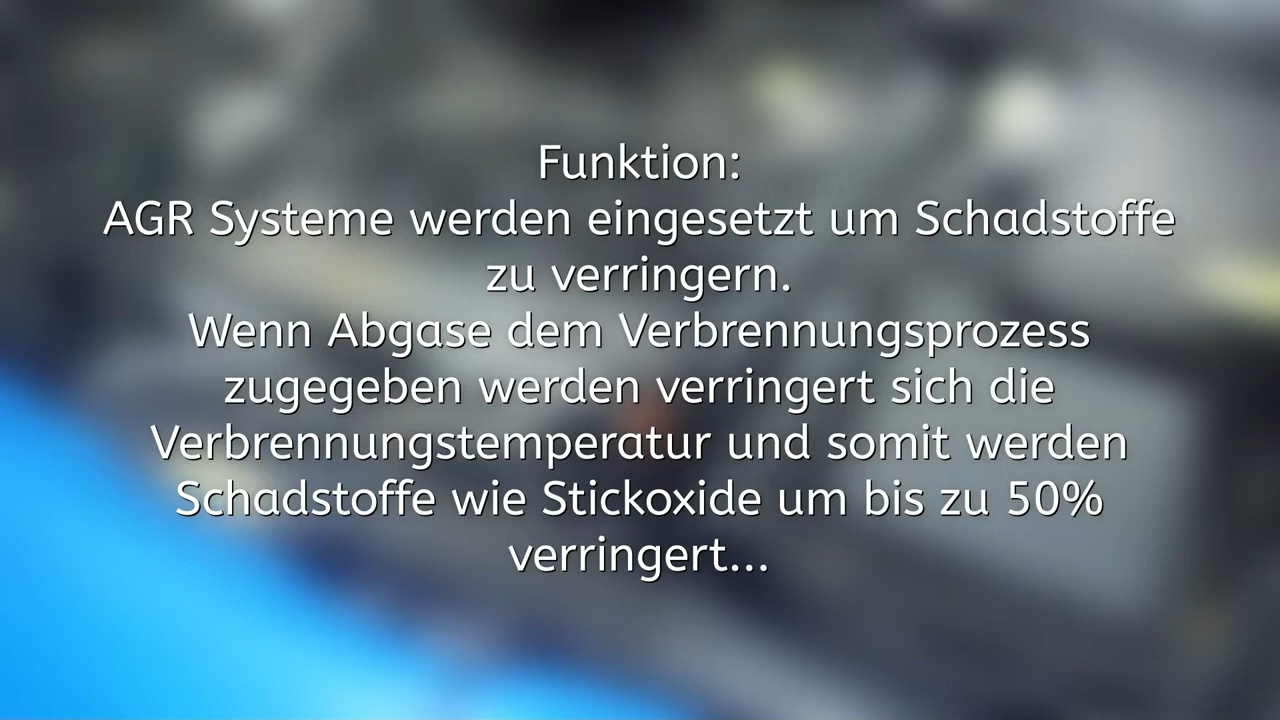 Funktion:
AGR Systeme werden eingesetzt um Schadstoffe
zu verringern.
Wenn Abgase dem Verbrennungsprozess
zugegeben werden verringert sich die
Verbrennungstemperatur und somit werden
Schadstoffe wie Stickoxide um bis zu 50%
verringert...